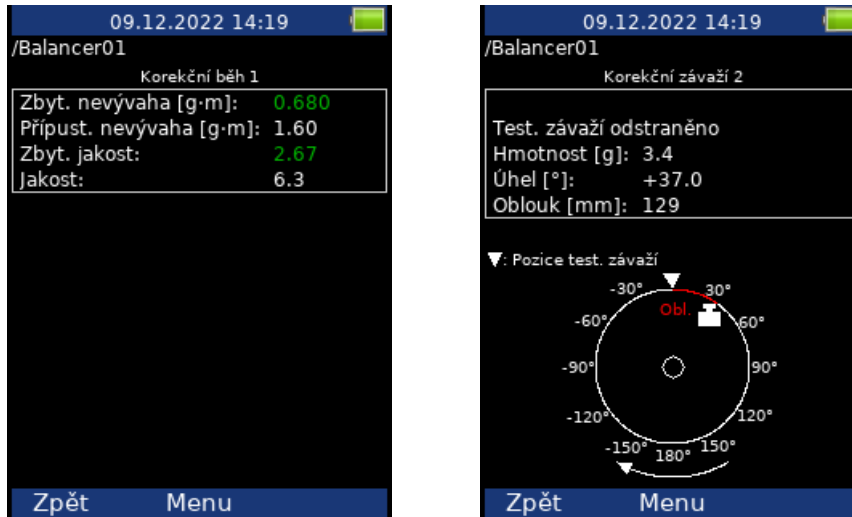 09.12.2022 14:19
/Balancer01
Korekční běh 1
Zbyt. nevývaha [g·m]: 0.680
Přípust. nevývaha [g·m]: 1.60
Zbyt. jakost: 2.67
Jakost: 6.3
Zpět Menu
09.12.2022 14:19
/Balancer01
Korekční závaží 2
Test. závaží odstraněno
Hmotnost [g]: 3.4
Úhel [°]: +37.0
Oblouk [mm]: 129
▼: Pozice test. závaží
-30° 30°
Obl.
-60° 60°
-90° 90°
-120° 120°
-150° 180° 150°
Zpět Menu